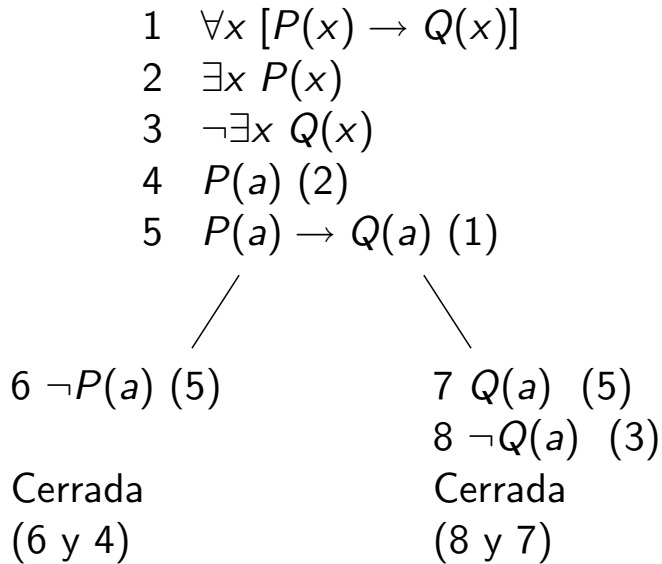 1 ∀x [P(x) → Q(x)]
2 ∃x P(x)
3 ¬∃x Q(x)
4 P(a) (2)
5 P(a) → Q(a) (1)
6 ¬P(a) (5)
7 Q(a) (5)
8 ¬Q(a) (3)
Cerrada
(6 y 4)
Cerrada
(8 y 7)